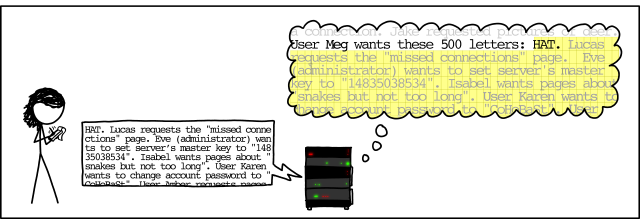 a connection. Jake requested pictures of deer.
User Meg wants these 500 letters: HAT. Lucas
requests the "missed connections" page. Eve
(administrator) wants to set server's master
key to "14835038534". Isabel wants pages about
"snakes but not too long". User Karen wants to
change account password to "CoHoBaSt". User
HAT. Lucas requests the "missed conne
ctions" page. Eve (administrator) wan
ts to set server's master key to "148
35038534". Isabel wants pages about "
snakes but not too long". User Karen
wants to change account password to "
CoHoBaSt". User Amber requests pages